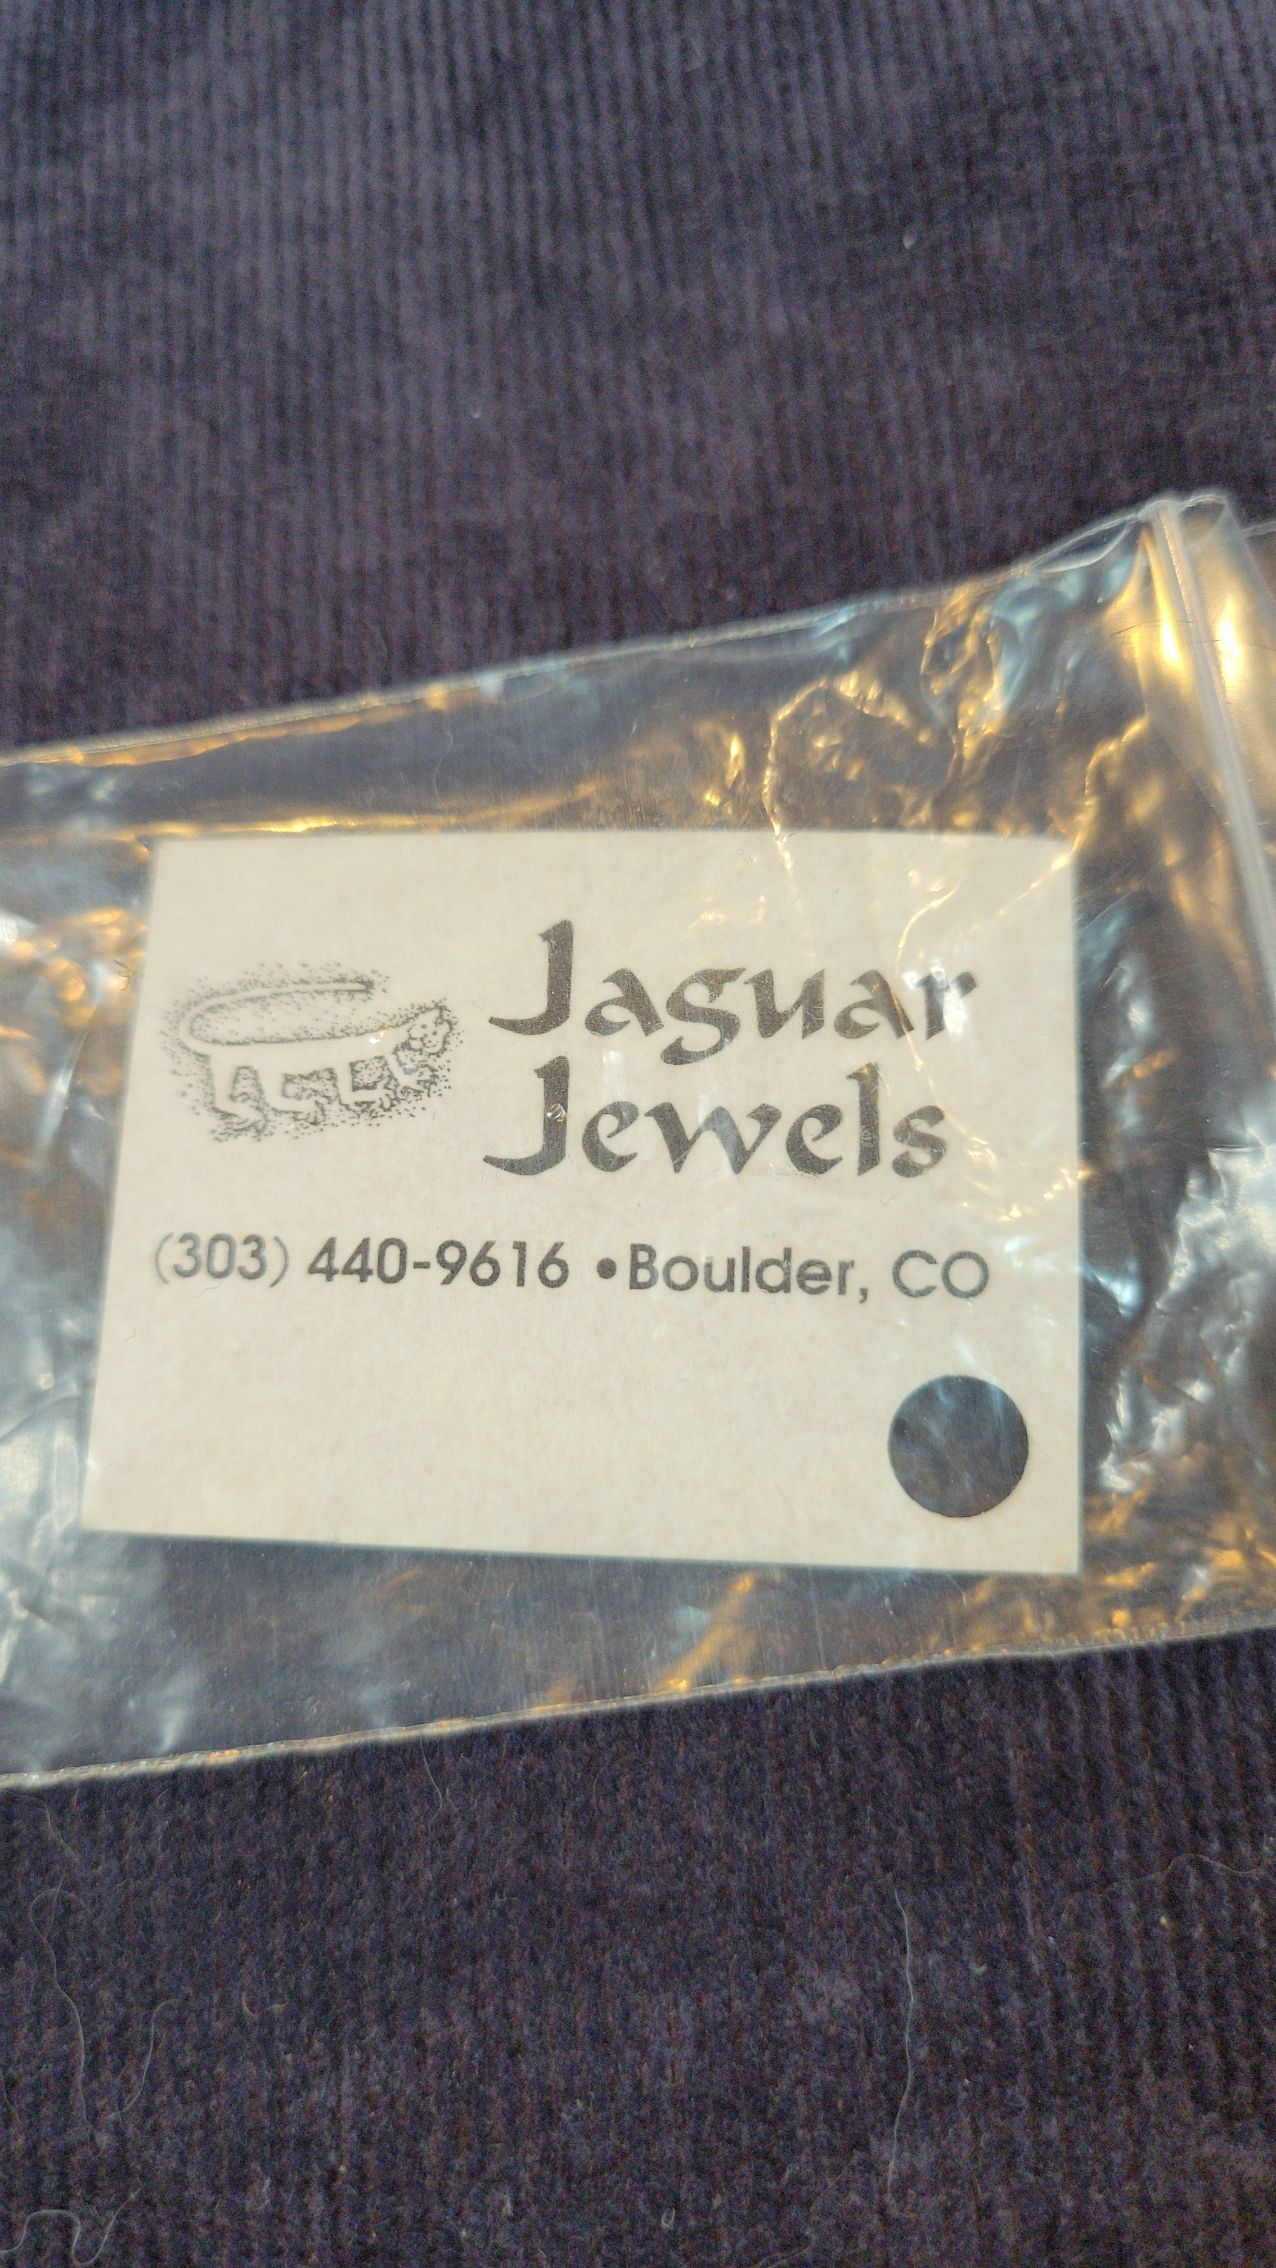 Jaguar
Jewels
(303) 440-9616 • Boulder, CO